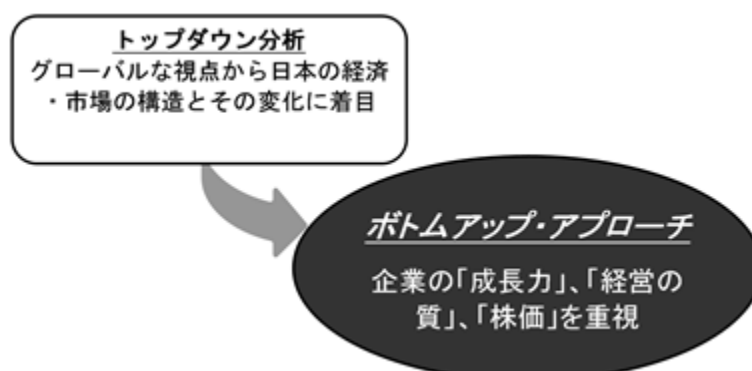 トップダウン分析
グローバルな視点から日本の経済
・市場の構造とその変化に着目
ボトムアップ・アプローチ
企業の「成長力」、「経営の
質」、「株価」を重視